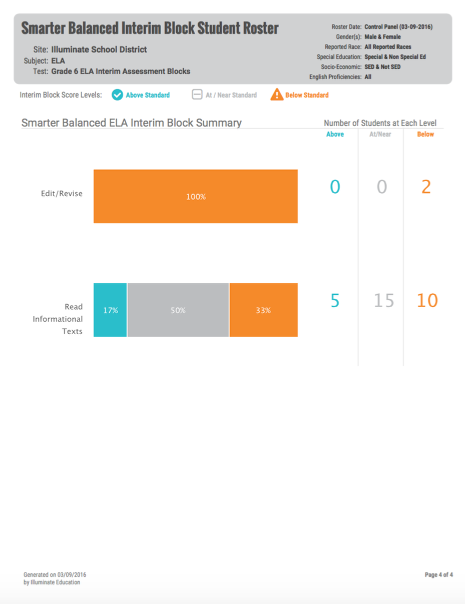 Smarter Balanced Interim Block Student Roster
Site: Illuminate School District
Subject: ELA
Test: Grade 6 ELA Interim Assessment Blocks
Roster Date: Control Panel (03-09-2016)
Gender(s): Male & Female
Reported Race: All Reported Races
Special Education: Special & Non Special Ed
Socio-Economic: SED & Not SED
English Proficiencies: All
Interim Block Score Levels: Above Standard At / Near Standard Below Standard
Smarter Balanced ELA Interim Block Summary
Number of Students at Each Level
Above At/Near Below
Edit/Revise 100% 0 0 2
Read
Informational
Texts
17% 50% 33% 5 15 10
Generated on 03/09/2016
by Illuminate Education
Page 4 of 4